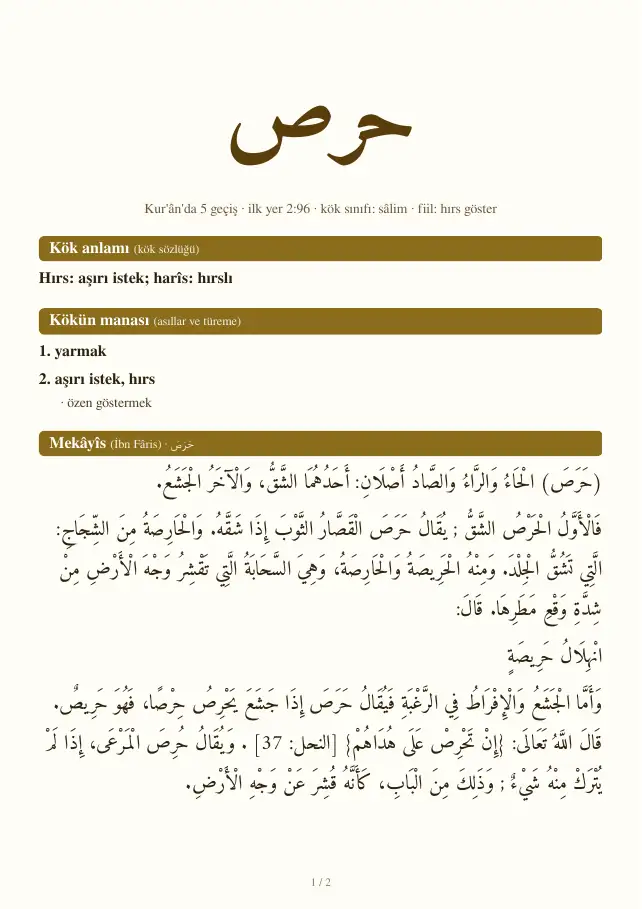 حرص
Kur'ân'da 5 geçiş · ilk yer 2:96 · kök sınıfı: sâlim · fiil: hırs göster
Kök anlamı (kök sözlüğü)
Hırs: aşırı istek; harîs: hırslı
Kökün manası (asıllar ve türeme)
1. yarmak
2. aşırı istek, hırs
· özen göstermek
Mekâyîs (İbn Fâris) · حَرَصَ
(حَرَصَ) الْحَاءُ وَالرَّاءُ وَالصَّادُ أَصْلَانِ: أَحَدُهُمَا الشَّقُّ، وَالْآخَرُ الْجَشَعُ.
فَالْأَوَّلُ الْحَرْصُ الشَّقُّ ; يُقَالُ حَرَصَ الْقَصَّارُ الثَّوْبَ إِذَا شَقَّهُ. وَالْحَارِصَةُ مِنَ الشِّجَاجِ:
الَّتِي تَشُقُّ الْجِلْدَ. وَمِنْهُ الْحَرِيصَةُ وَالْحَارِصَةُ، وَهِيَ السَّحَابَةُ الَّتِي تَقْشِرُ وَجْهَ الْأَرْضِ مِنْ
شِدَّةِ وَقْعِ مَطَرِهَا. قَالَ:
انْهِلَالُ حَرِيصَةٍ
وَأَمَّا الْجَشَعُ وَالْإِفْرَاطُ فِي الرَّغْبَةِ فَيُقَالُ حَرَصَ إِذَا جَشَعَ يَحْرِصُ حِرْصًا، فَهُوَ حَرِيصٌ.
قَالَ اللَّهُ تَعَالَى: {إِنْ تَحْرِصْ عَلَى هُدَاهُمْ} [النحل: 37] . وَيُقَالُ حُرِصَ الْمَرْعَى، إِذَا لَمْ
يُتْرَكْ مِنْهُ شَيْءٌ ; وَذَلِكَ مِنَ الْبَابِ، كَأَنَّهُ قُشِرَ عَنْ وَجْهِ الْأَرْضِ.
1 / 2